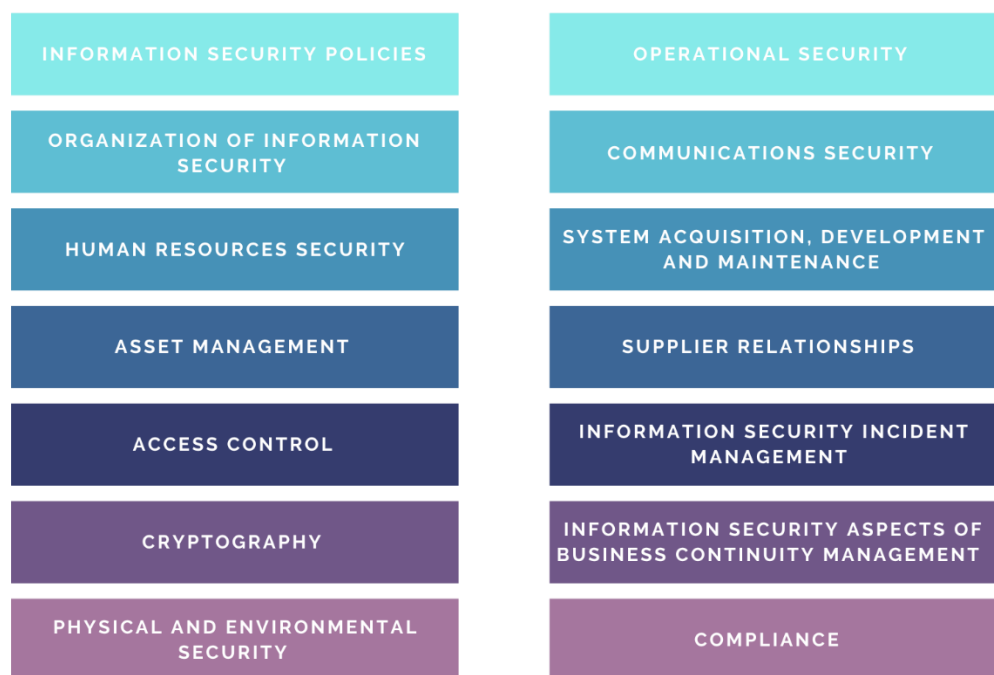 INFORMATION SECURITY POLICIES
ORGANIZATION OF INFORMATION
SECURITY
HUMAN RESOURCES SECURITY
ASSET MANAGEMENT
ACCESS CONTROL
CRYPTOGRAPHY
PHYSICAL AND ENVIRONMENTAL
SECURITY
OPERATIONAL SECURITY
COMMUNICATIONS SECURITY
SYSTEM ACQUISITION, DEVELOPMENT
AND MAINTENANCE
SUPPLIER RELATIONSHIPS
INFORMATION SECURITY INCIDENT
MANAGEMENT
INFORMATION SECURITY ASPECTS OF
BUSINESS CONTINUITY MANAGEMENT
COMPLIANCE